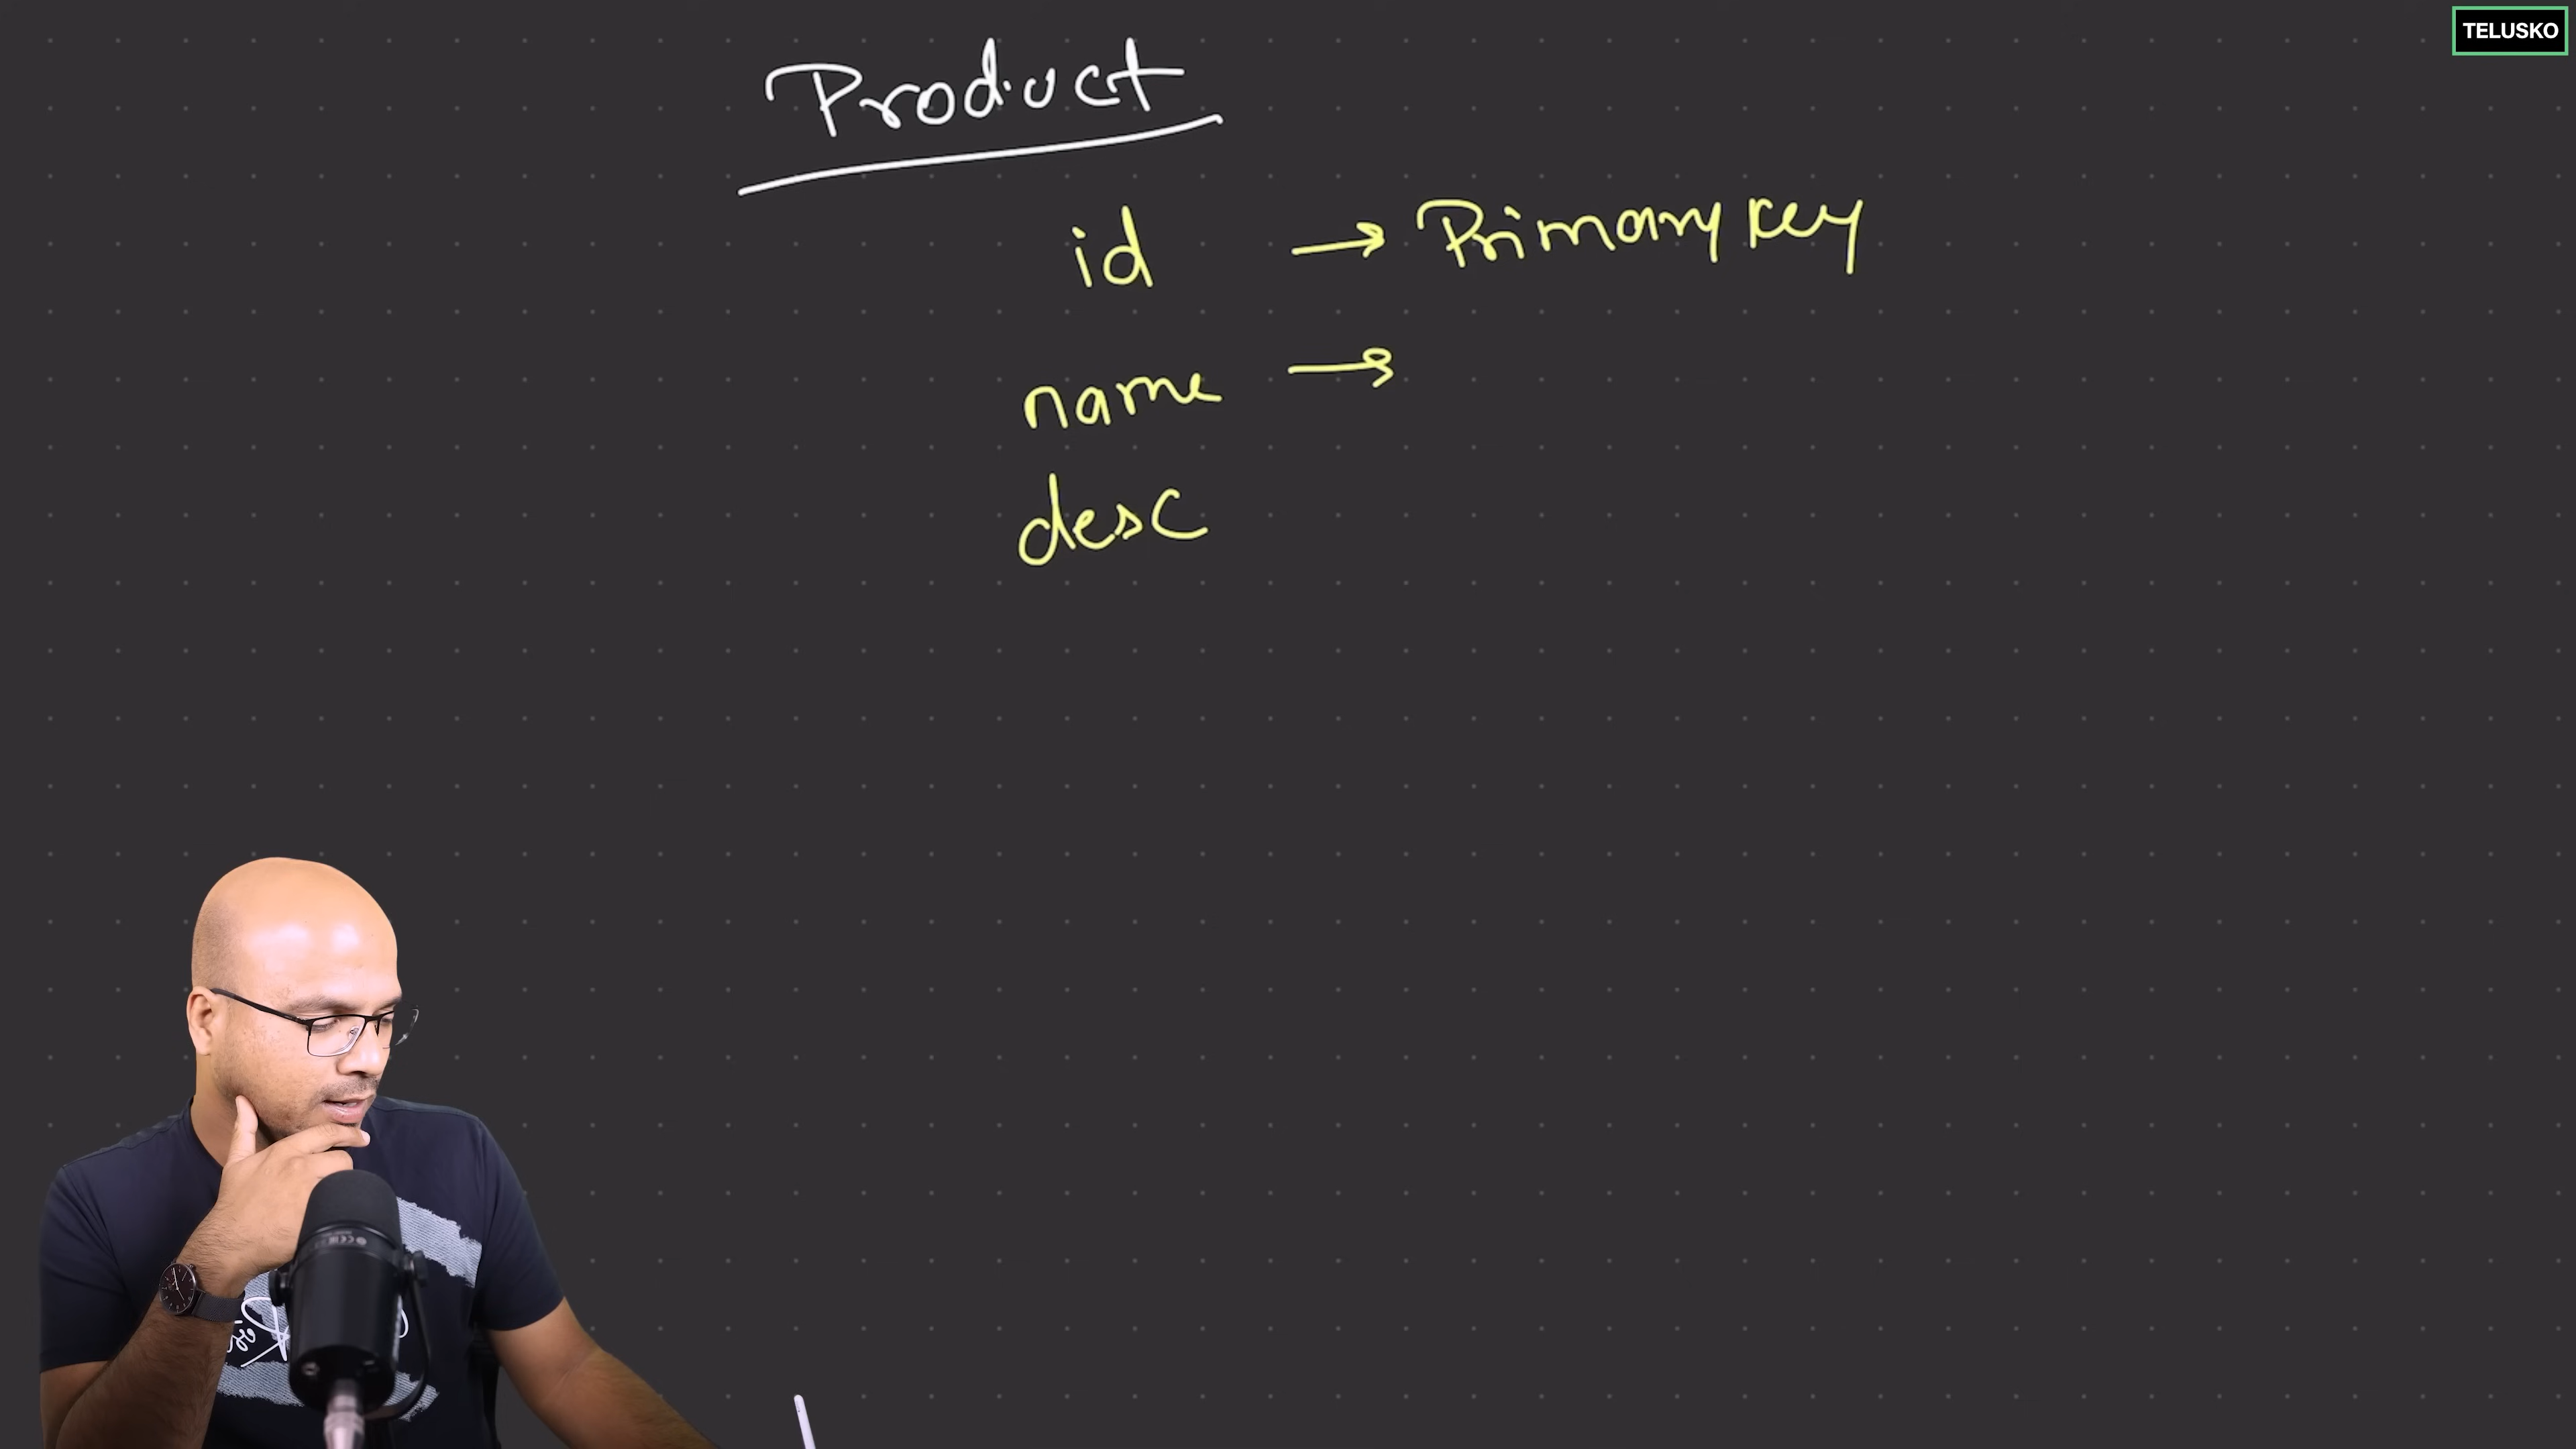 TELUSKO
Product
id → Primary key
name →
desc